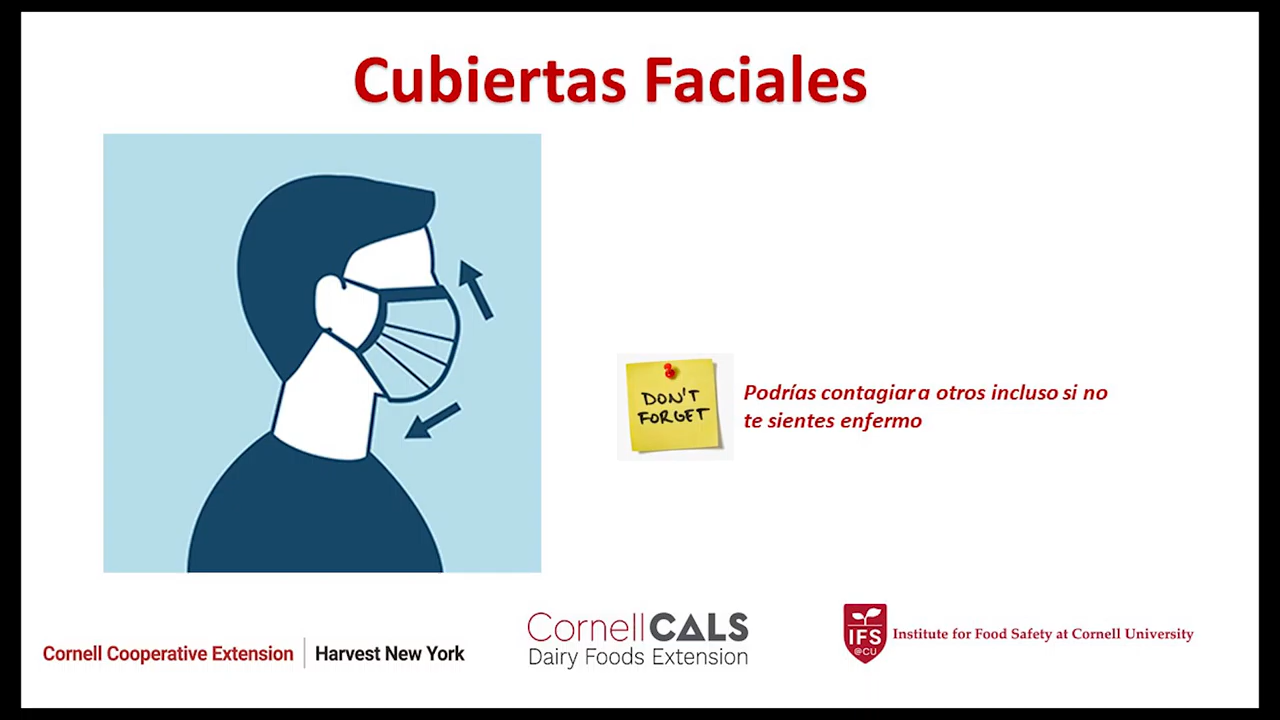 Cubiertas Faciales
DON'T
FORGET
Podrías contagiar a otros incluso si no
te sientes enfermo
Cornell Cooperative Extension | Harvest New York
CornellCALS
Dairy Foods Extension
IFS
@CU
Institute for Food Safety at Cornell University